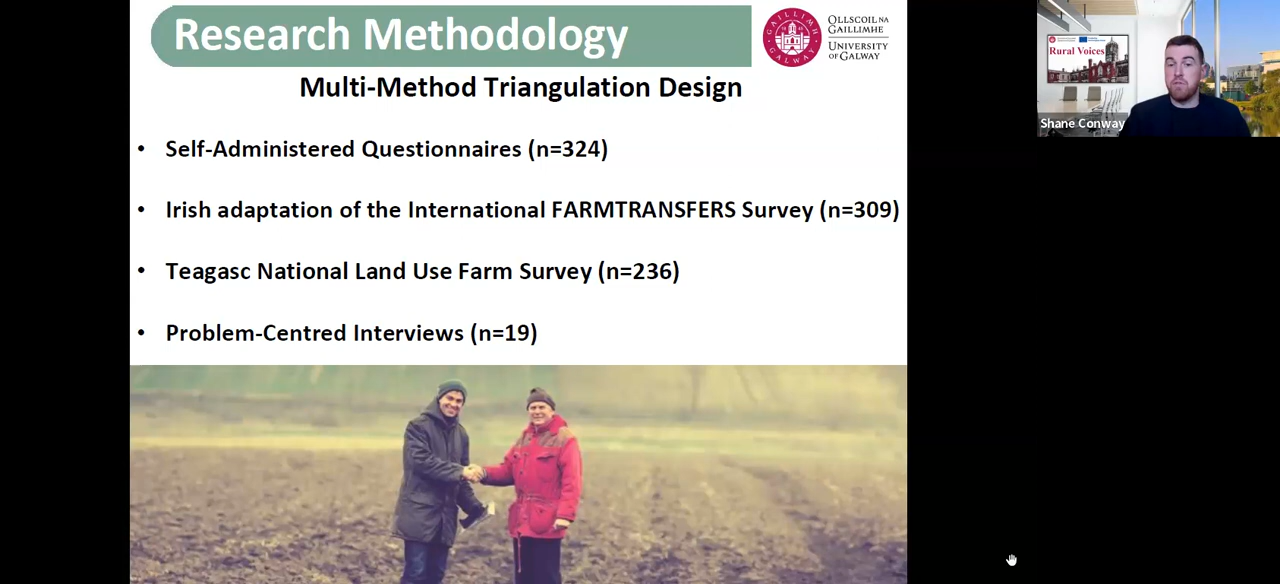 Research Methodology
OLLSCOIL NA
GAILLIMHE
UNIVERSITY
OF GALWAY
Multi-Method Triangulation Design
• Self-Administered Questionnaires (n=324)
• Irish adaptation of the International FARMTRANSFERS Survey (n=309)
• Teagasc National Land Use Farm Survey (n=236)
• Problem-Centred Interviews (n=19)
Rural Voices
Shane Conway